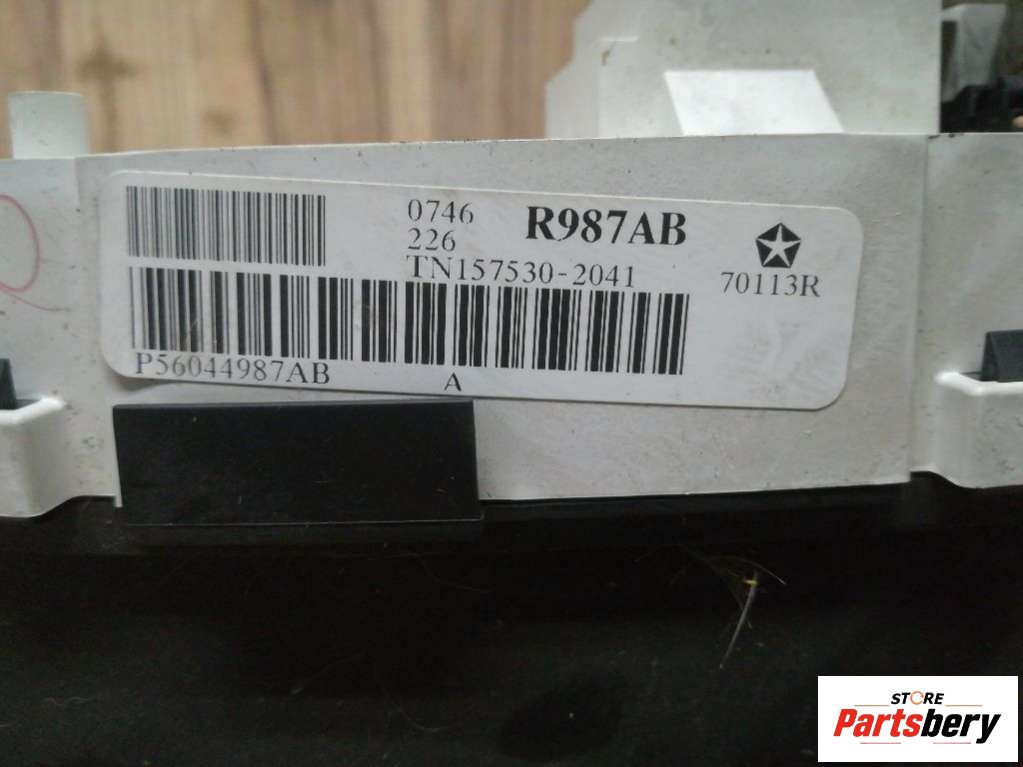 0746 R987AB
226
TN157530-2041 70113R
P56044987AB A
STORE
Partsbery